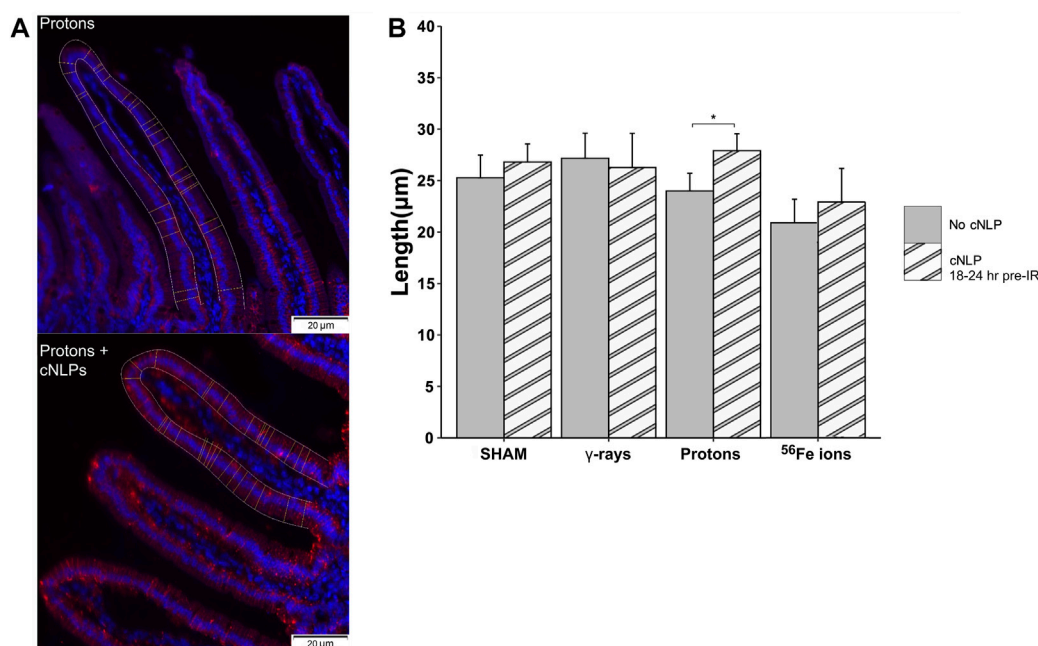 A
Protons
20 µm
Protons +
cNLPs
20 µm
B
Length(µm)
40
35
30
25
20
15
10
5
0
*
SHAM
γ-rays
Protons
⁵⁶Fe ions
No cNLP
cNLP
18-24 hr pre-IR